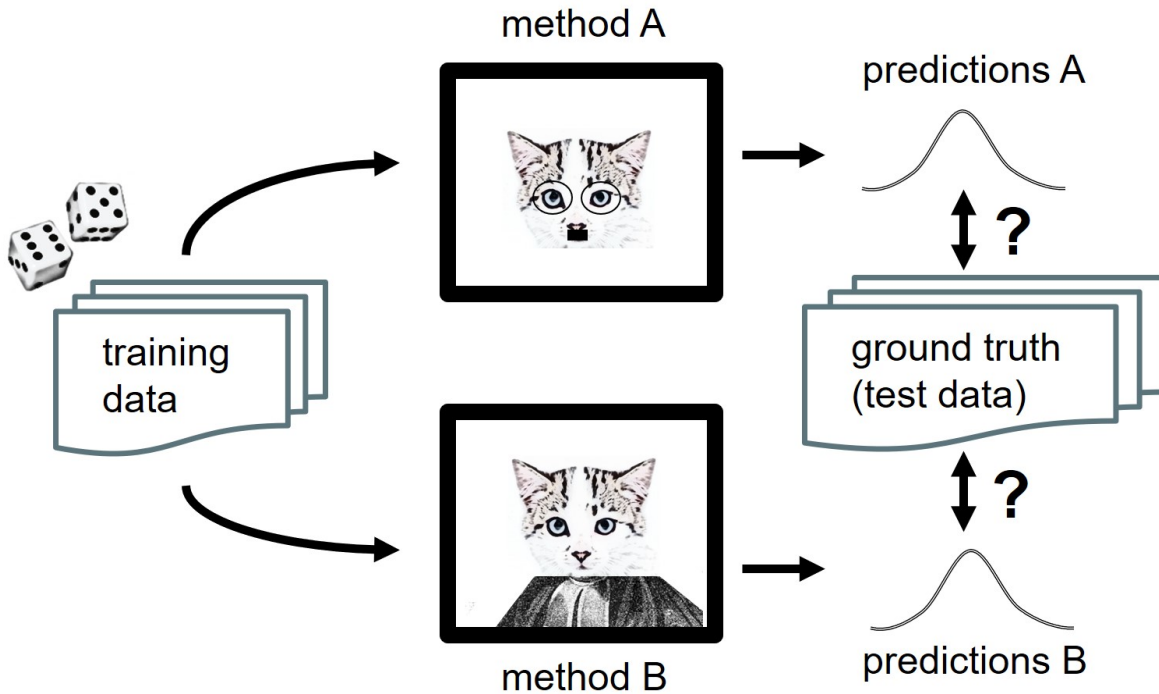 method A
predictions A
?
training
data
ground truth
(test data)
?
method B
predictions B